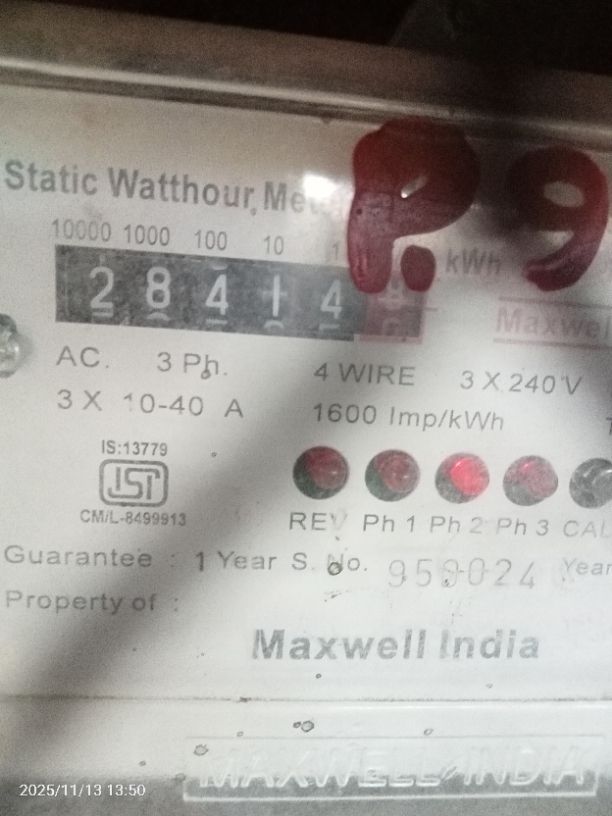 Static Watthour Me
P.9
10000 1000 100 10 1
2 8 4 1 4
kWh
Maxwel
AC. 3 Ph. 4 WIRE 3 X 240 V
3 X 10-40 A 1600 Imp/kWh
IS:13779
ISI
CM/L-8499913
REV Ph 1 Ph 2 Ph 3 CAL
Guarantee : 1 Year S. No. 959024 Year
Property of :
Maxwell India
MAXWELL INDIA
2025/11/13 13:50